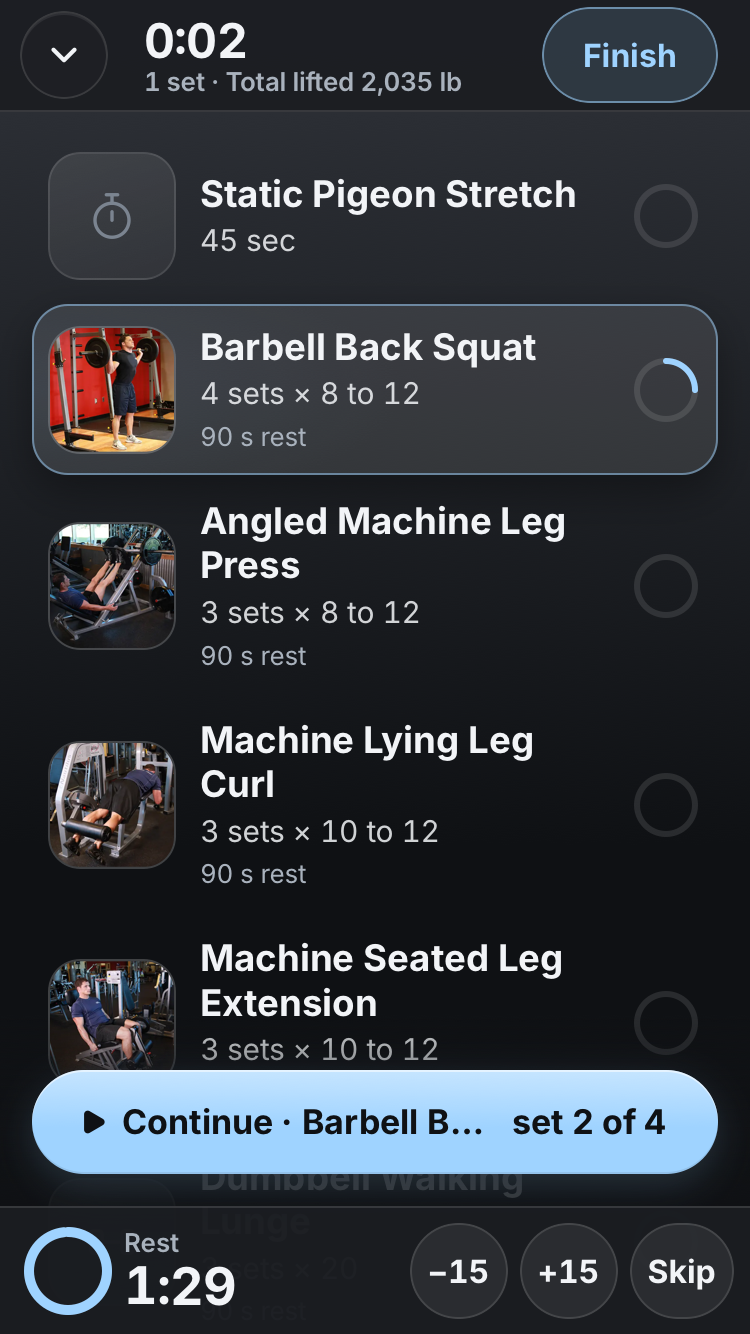 0:02
1 set · Total lifted 2,035 lb
Finish
Static Pigeon Stretch
45 sec
Barbell Back Squat
4 sets × 8 to 12
90 s rest
Angled Machine Leg
Press
3 sets × 8 to 12
90 s rest
Machine Lying Leg
Curl
3 sets × 10 to 12
90 s rest
Machine Seated Leg
Extension
3 sets × 10 to 12
Continue · Barbell B… set 2 of 4
Dumbbell Walking
Lunge
sets × 20
s rest
Rest
1:29
−15
+15
Skip